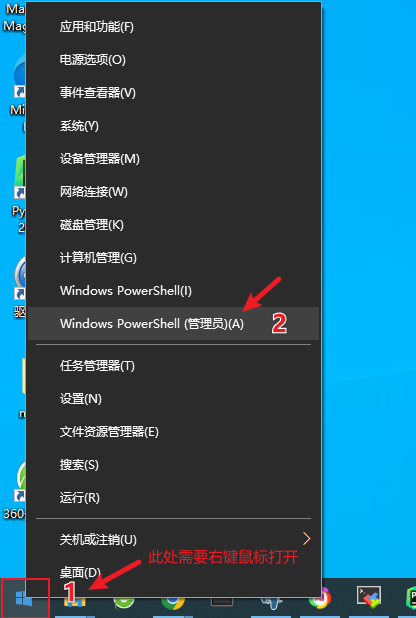 Ma
Mag
应用和功能(F)
电源选项(O)
事件查看器(V)
Mi
系统(Y)
设备管理器(M)
网络连接(W)
Py
2
磁盘管理(K)
计算机管理(G)
Windows PowerShell(I)
驱
Windows PowerShell (管理员)(A)
2
任务管理器(T)
设置(N)
n
文件资源管理器(E)
搜索(S)
运行(R)
360
关机或注销(U)
此处需要右键鼠标打开
桌面(D)
1